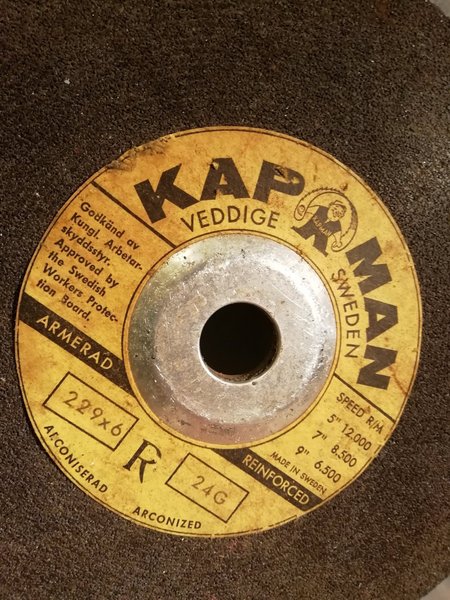 KAP MAN
VEDDIGE SWEDEN
Godkänd av
Kungl. Arbetar-
skyddsstyr.
Approved by
the Swedish
Workers Protec-
tion Board.
ARMERAD
229x6
R
24G
ARCONISERAD
ARCONIZED
REINFORCED
SPEED R/M
5" 12.000
7" 8.500
9" 6.500
MADE IN SWEDEN